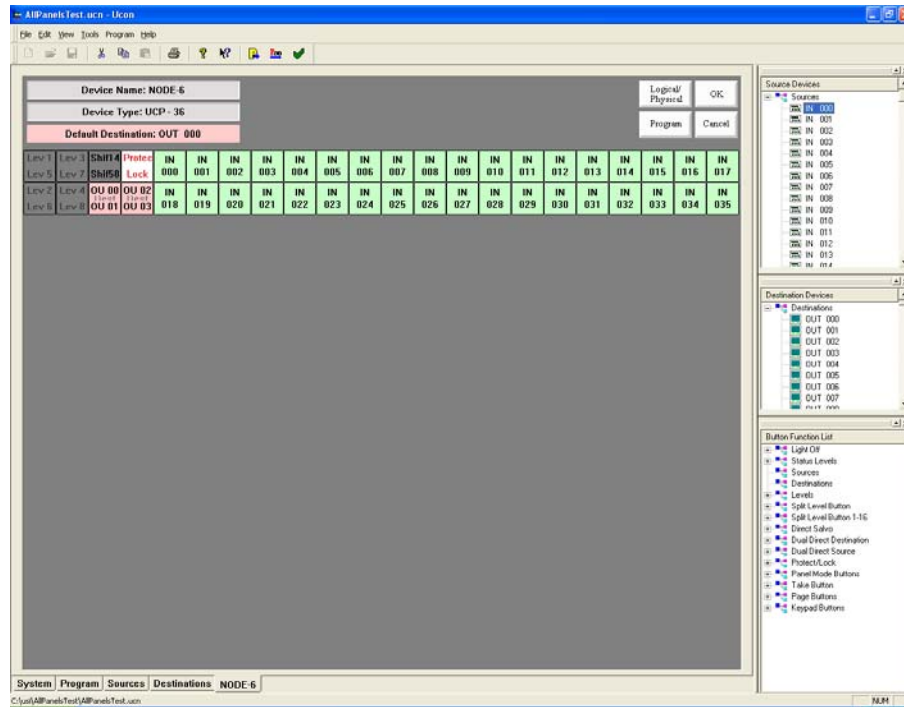 AllPanelsTest.ucn - Ucon
File Edit View Tools Program Help
Device Name: NODE-6
Device Type: UCP - 36
Default Destination: OUT 000
Logical/ Physical
OK
Program
Cancel
Lev 1 Lev 3 Shift4 Protec IN IN IN IN IN IN IN IN IN IN IN IN IN IN IN IN IN IN
Lev 5 Lev 7 Shif58 Lock 000 001 002 003 004 005 006 007 008 009 010 011 012 013 014 015 016 017
Lev 2 Lev 4 OU 00 OU 02 IN IN IN IN IN IN IN IN IN IN IN IN IN IN IN IN IN IN
Lev 6 Lev 8 OU 01 OU 03 018 019 020 021 022 023 024 025 026 027 028 029 030 031 032 033 034 035
Source Devices
Sources
IN 000
IN 001
IN 002
IN 003
IN 004
IN 005
IN 006
IN 007
IN 008
IN 009
IN 010
IN 011
IN 012
IN 013
IN 014
Destination Devices
Destinations
OUT 000
OUT 001
OUT 002
OUT 003
OUT 004
OUT 005
OUT 006
OUT 007
Button Function List
Light Off
Status Levels
Sources
Destinations
Levels
Split Level Button
Split Level Button 1-16
Direct Salvo
Dual Direct Destination
Dual Direct Source
Protect/Lock
Panel Mode Buttons
Take Button
Page Buttons
Keypad Buttons
System Program Sources Destinations NODE-6
C:\usl\AllPanelsTest\AllPanelsTest.ucn
NUM